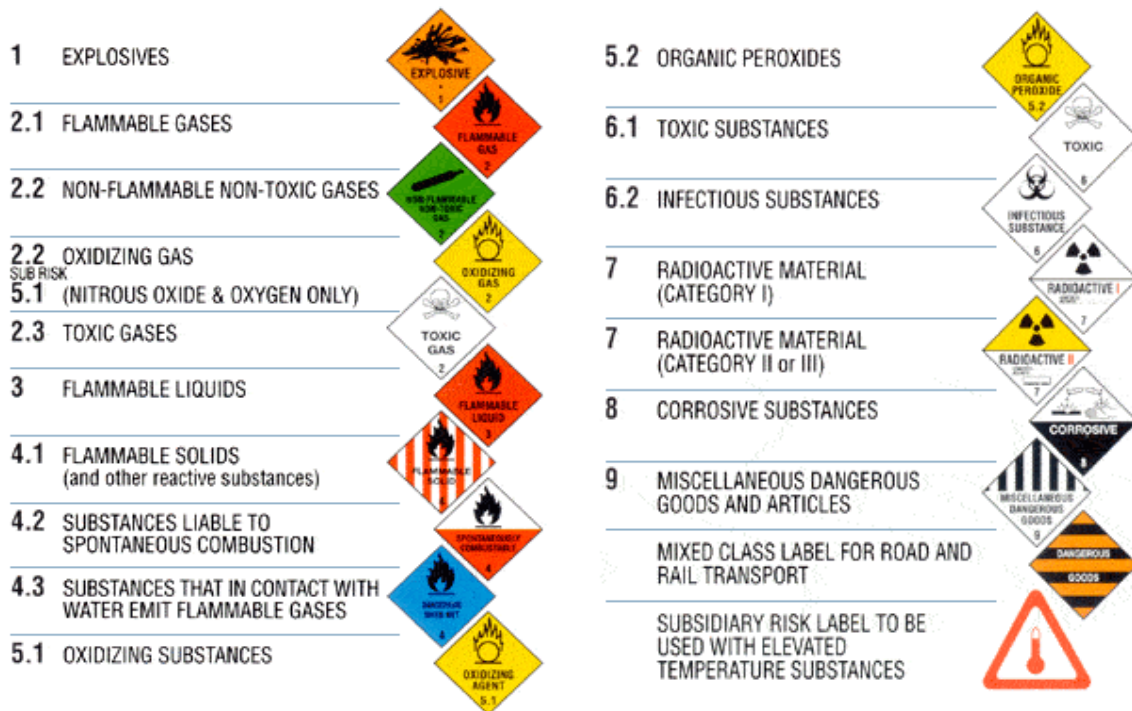 1 EXPLOSIVES
EXPLOSIVE
1
2.1 FLAMMABLE GASES
FLAMMABLE
GAS
2
2.2 NON-FLAMMABLE NON-TOXIC GASES
NON-FLAMMABLE
NON-TOXIC
GAS
2
2.2 OXIDIZING GAS
SUB RISK
5.1 (NITROUS OXIDE & OXYGEN ONLY)
OXIDIZING
GAS
2
2.3 TOXIC GASES
TOXIC
GAS
2
3 FLAMMABLE LIQUIDS
FLAMMABLE
LIQUID
3
4.1 FLAMMABLE SOLIDS
(and other reactive substances)
FLAMMABLE
SOLID
4
4.2 SUBSTANCES LIABLE TO
SPONTANEOUS COMBUSTION
SPONTANEOUSLY
COMBUSTIBLE
4
4.3 SUBSTANCES THAT IN CONTACT WITH
WATER EMIT FLAMMABLE GASES
DANGEROUS
WHEN WET
4
5.1 OXIDIZING SUBSTANCES
OXIDIZING
AGENT
5.1
5.2 ORGANIC PEROXIDES
ORGANIC
PEROXIDE
5.2
6.1 TOXIC SUBSTANCES
TOXIC
6
6.2 INFECTIOUS SUBSTANCES
INFECTIOUS
SUBSTANCE
6
7 RADIOACTIVE MATERIAL
(CATEGORY I)
RADIOACTIVE I
7
7 RADIOACTIVE MATERIAL
(CATEGORY II or III)
RADIOACTIVE II
7
8 CORROSIVE SUBSTANCES
CORROSIVE
8
9 MISCELLANEOUS DANGEROUS
GOODS AND ARTICLES
MISCELLANEOUS
DANGEROUS
GOODS
9
MIXED CLASS LABEL FOR ROAD AND
RAIL TRANSPORT
DANGEROUS
GOODS
SUBSIDIARY RISK LABEL TO BE
USED WITH ELEVATED
TEMPERATURE SUBSTANCES